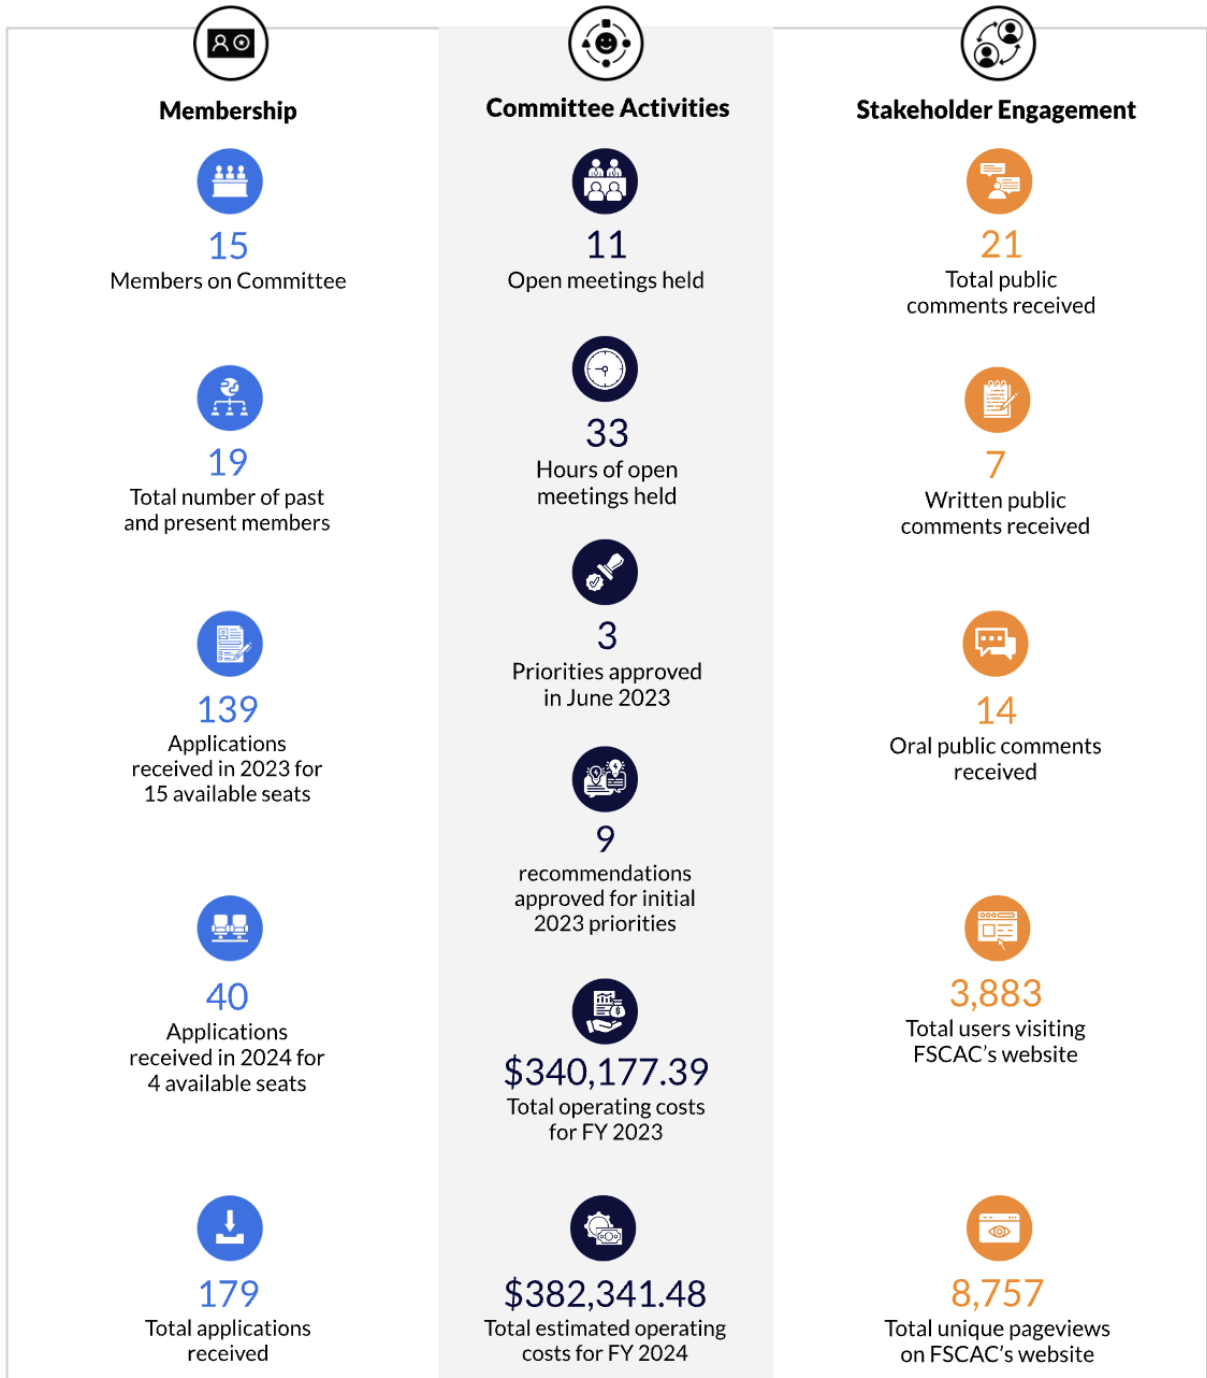 Membership
15
Members on Committee
19
Total number of past
and present members
139
Applications
received in 2023 for
15 available seats
40
Applications
received in 2024 for
4 available seats
179
Total applications
received
Committee Activities
11
Open meetings held
33
Hours of open
meetings held
3
Priorities approved
in June 2023
9
recommendations
approved for initial
2023 priorities
$340,177.39
Total operating costs
for FY 2023
$382,341.48
Total estimated operating
costs for FY 2024
Stakeholder Engagement
21
Total public
comments received
7
Written public
comments received
14
Oral public comments
received
3,883
Total users visiting
FSCAC's website
8,757
Total unique pageviews
on FSCAC's website